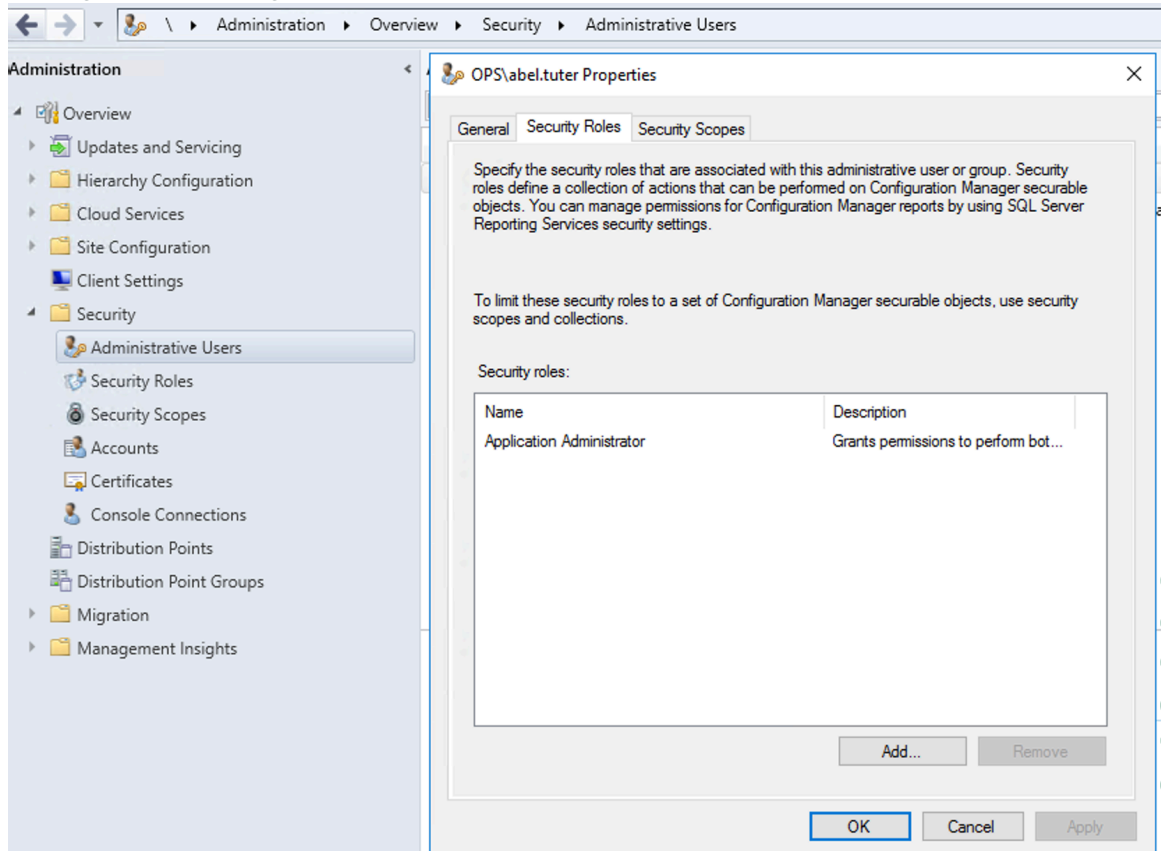 \ Administration Overview Security Administrative Users
Administration
Overview
Updates and Servicing
Hierarchy Configuration
Cloud Services
Site Configuration
Client Settings
Security
Administrative Users
Security Roles
Security Scopes
Accounts
Certificates
Console Connections
Distribution Points
Distribution Point Groups
Migration
Management Insights
OPS\abel.tuter Properties
General Security Roles Security Scopes
Specify the security roles that are associated with this administrative user or group. Security
roles define a collection of actions that can be performed on Configuration Manager securable
objects. You can manage permissions for Configuration Manager reports by using SQL Server
Reporting Services security settings.
To limit these security roles to a set of Configuration Manager securable objects, use security
scopes and collections.
Security roles:
Name Description
Application Administrator Grants permissions to perform bot...
Add... Remove
OK Cancel Apply